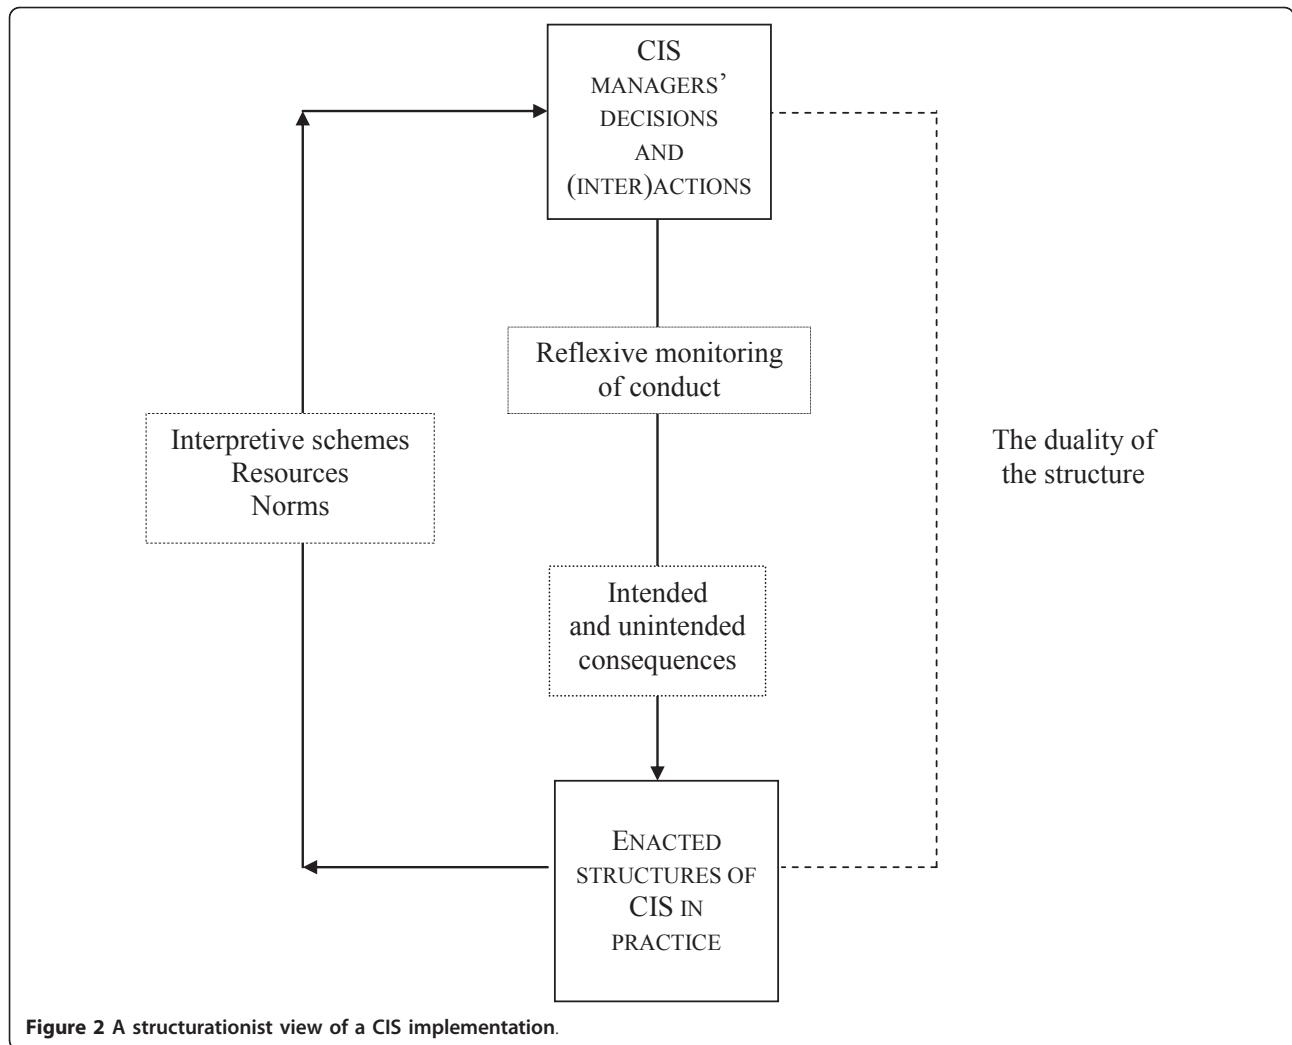 CIS
MANAGERS'
DECISIONS
AND
(INTER)ACTIONS
Reflexive monitoring
of conduct
Interpretive schemes
Resources
Norms
The duality of
the structure
Intended
and unintended
consequences
ENACTED
STRUCTURES OF
CIS IN
PRACTICE
Figure 2 A structurationist view of a CIS implementation.